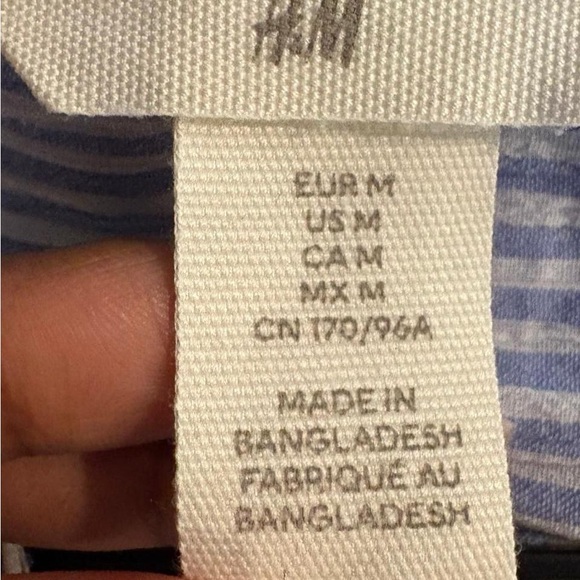 H&M
EUR M
US M
CA M
MX M
CN 170/96A
MADE IN
BANGLADESH
FABRIQUÉ AU
BANGLADESH